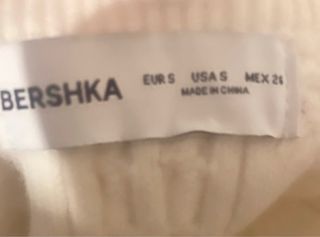 BERSHKA EUR S USA S MEX 26
MADE IN CHINA